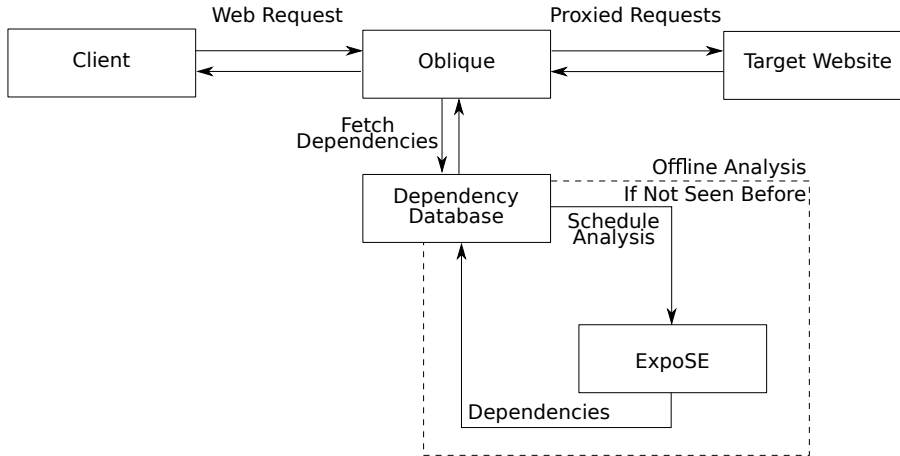 Web Request
Proxied Requests
Client
Oblique
Target Website
Fetch
Dependencies
Offline Analysis
If Not Seen Before
Dependency
Database
Schedule
Analysis
ExpoSE
Dependencies